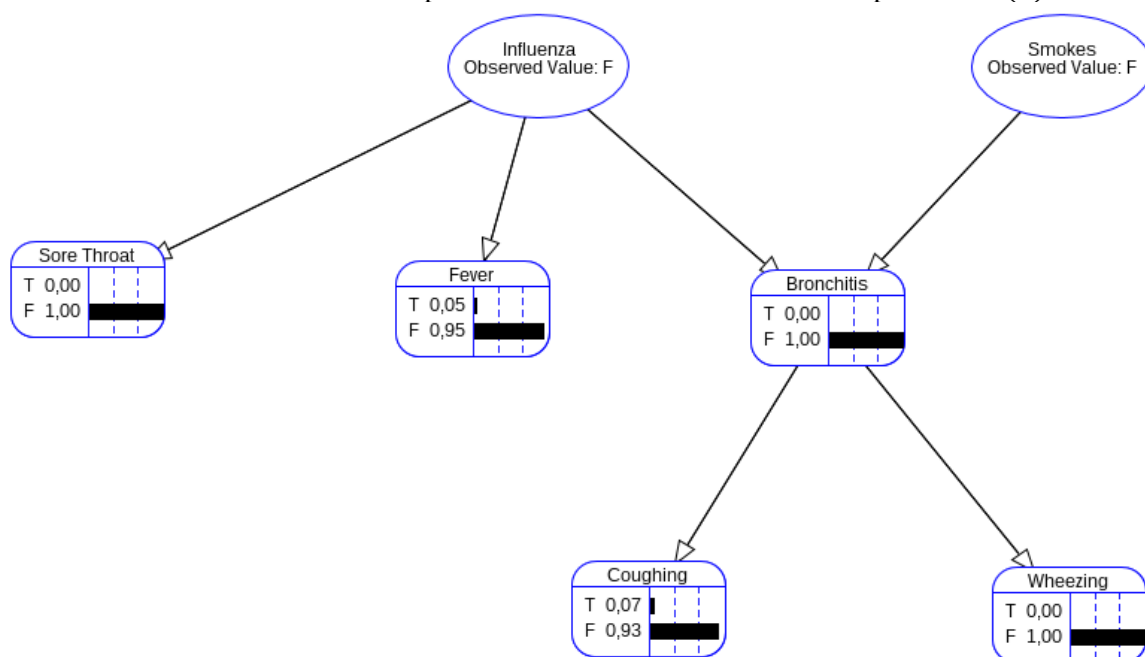 Influenza
Observed Value: F
Smokes
Observed Value: F
Sore Throat
T 0,00
F 1,00
Fever
T 0,05
F 0,95
Bronchitis
T 0,00
F 1,00
Coughing
T 0,07
F 0,93
Wheezing
T 0,00
F 1,00